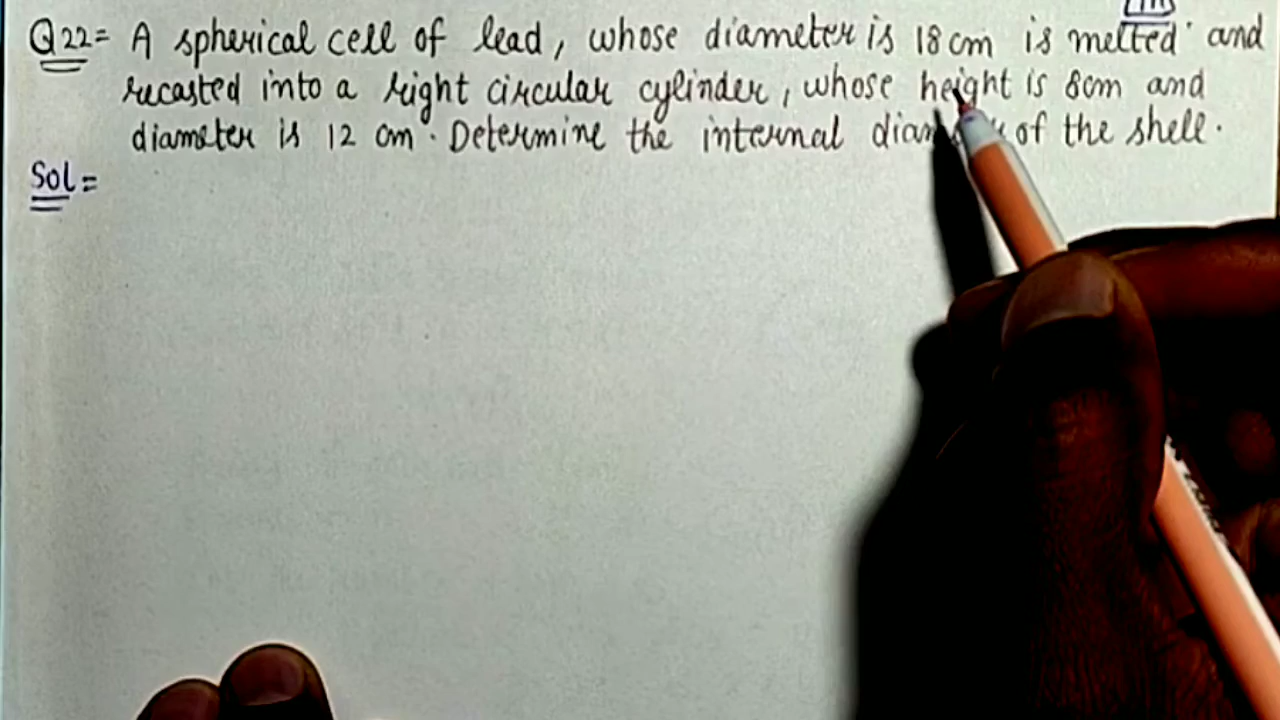 Q22= A spherical cell of lead, whose diameter is 18 cm is melted and
recasted into a right circular cylinder, whose height is 8cm and
diameter is 12 cm. Determine the internal of the shell.
Sol=